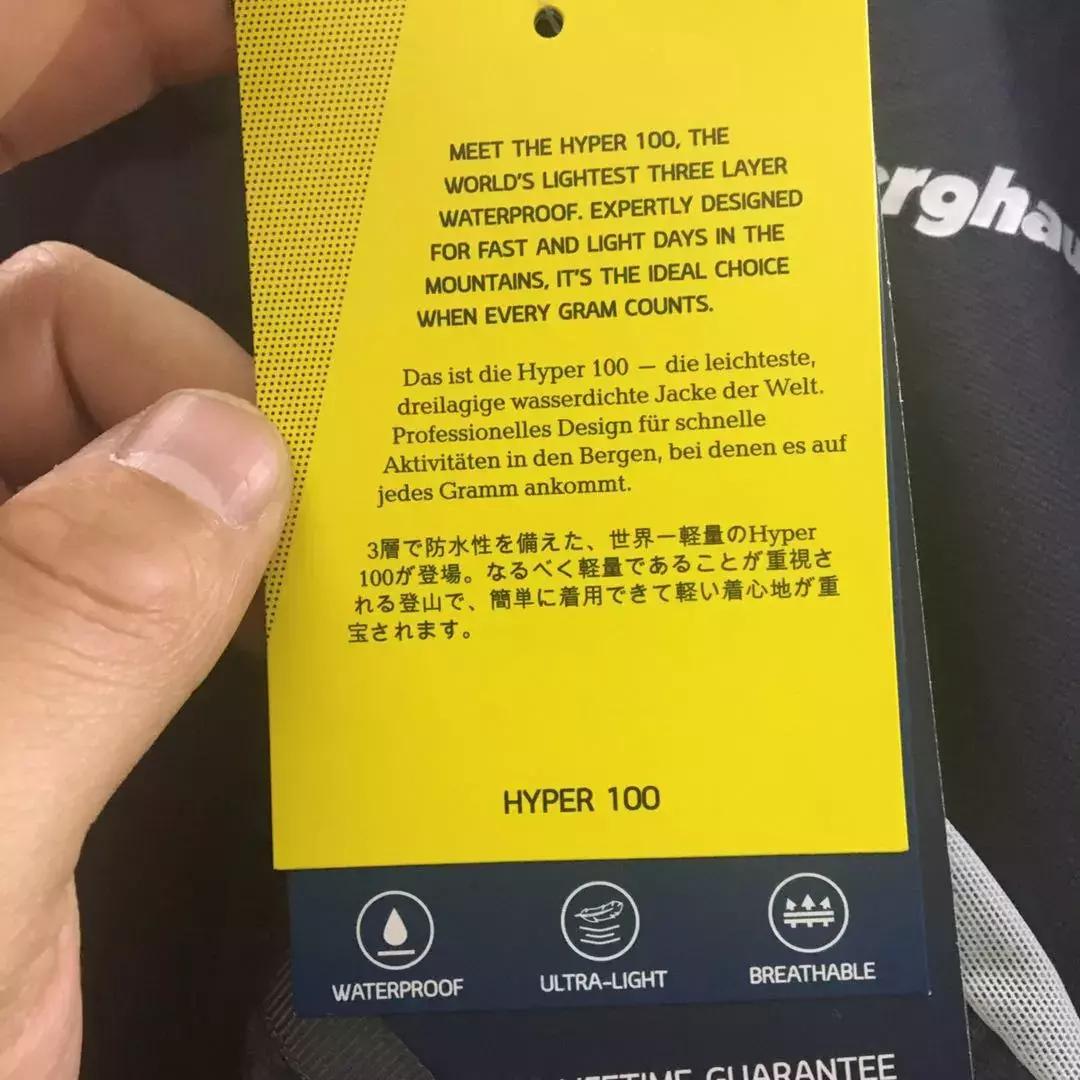 MEET THE HYPER 100, THE
WORLD'S LIGHTEST THREE LAYER
WATERPROOF. EXPERTLY DESIGNED
FOR FAST AND LIGHT DAYS IN THE
MOUNTAINS, IT'S THE IDEAL CHOICE
WHEN EVERY GRAM COUNTS.
Das ist die Hyper 100 — die leichteste,
dreilagige wasserdichte Jacke der Welt.
Professionelles Design für schnelle
Aktivitäten in den Bergen, bei denen es auf
jedes Gramm ankommt.
3層で防水性を備えた、世界一軽量のHyper
100が登場。なるべく軽量であることが重視さ
れる登山で、簡単に着用できて軽い着心地が重
宝されます。
HYPER 100
WATERPROOF
ULTRA-LIGHT
BREATHABLE
GUARANTEE